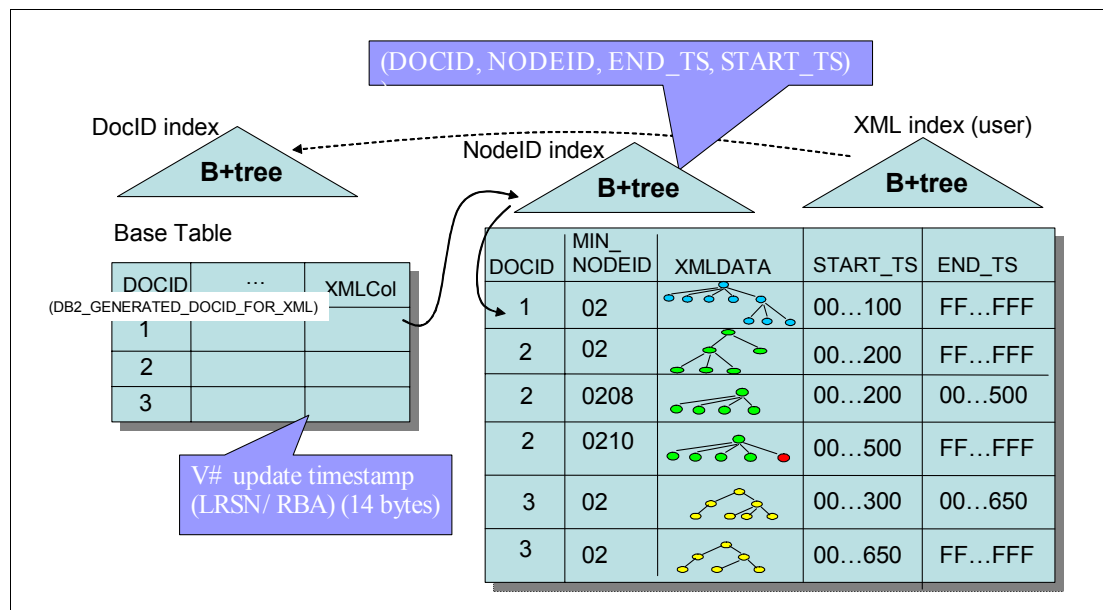 (DOCID, NODEID, END_TS, START_TS)
)
DocID index
XML index (user)
NodeID index
B+tree
B+tree
B+tree
Base Table
DOCID
...
XMLCol
(DB2_GENERATED_DOCID_FOR_XML)
1
2
3
V# update timestamp
(LRSN/ RBA) (14 bytes)
DOCID MIN_ NODEID XMLDATA START_TS END_TS
1 02 00...100 FF...FFF
2 02 00...200 FF...FFF
2 0208 00...200 00...500
2 0210 00...500 FF...FFF
3 02 00...300 00...650
3 02 00...650 FF...FFF